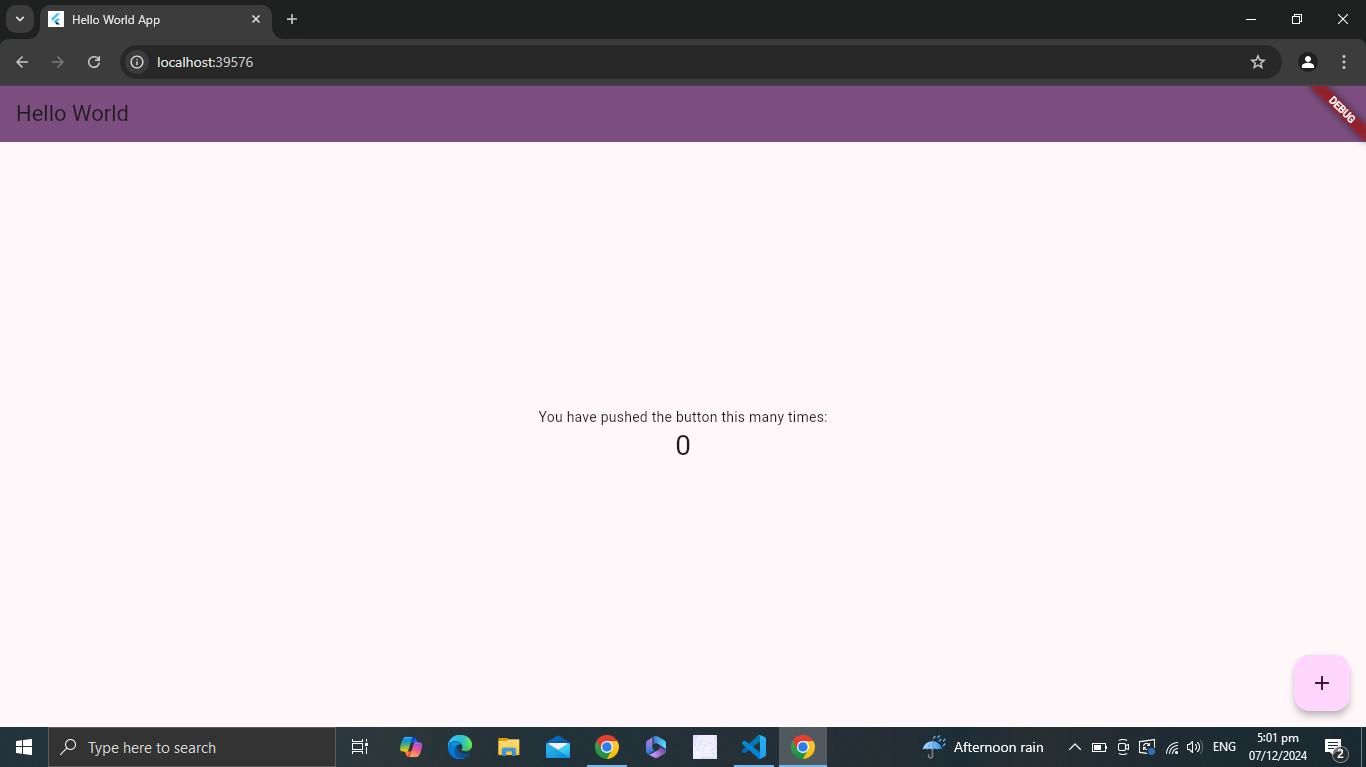 Hello World App
localhost:39576
Hello World
DEBUG
You have pushed the button this many times:
0
Type here to search
Afternoon rain
ENG
5:01 pm
07/12/2024
2